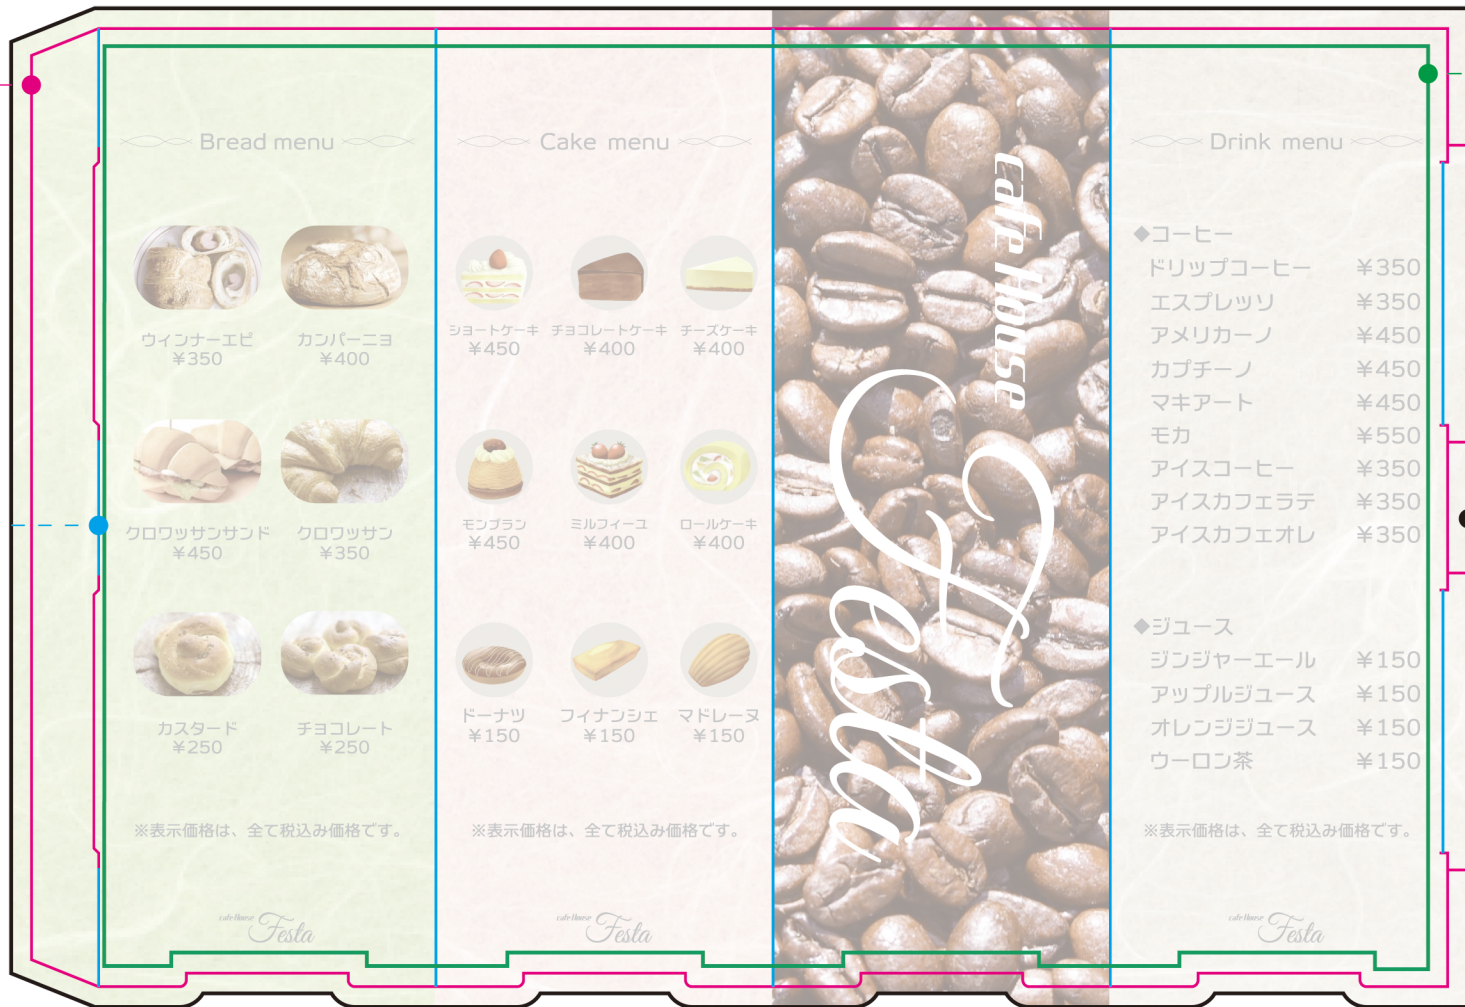 Bread menu
ウィンナーエピ
¥350
カンパーニヨ
¥400
クロワッサンサンド
¥450
クロワッサン
¥350
カスタード
¥250
チョコレート
¥250
※表示価格は、全て税込み価格です。
cafe House
Festa
Cake menu
ショートケーキ
¥450
チョコレートケーキ
¥400
チーズケーキ
¥400
モンブラン
¥450
ミルフィーユ
¥400
ロールケーキ
¥400
ドーナツ
¥150
フィナンシェ
¥150
マドレーヌ
¥150
※表示価格は、全て税込み価格です。
cafe House
Festa
cafe House
Festa
Drink menu
◆コーヒー
ドリップコーヒー ¥350
エスプレッソ ¥350
アメリカーノ ¥450
カプチーノ ¥450
マキアート ¥450
モカ ¥550
アイスコーヒー ¥350
アイスカフェラテ ¥350
アイスカフェオレ ¥350
◆ジュース
ジンジャーエール ¥150
アップルジュース ¥150
オレンジジュース ¥150
ウーロン茶 ¥150
※表示価格は、全て税込み価格です。
cafe House
Festa